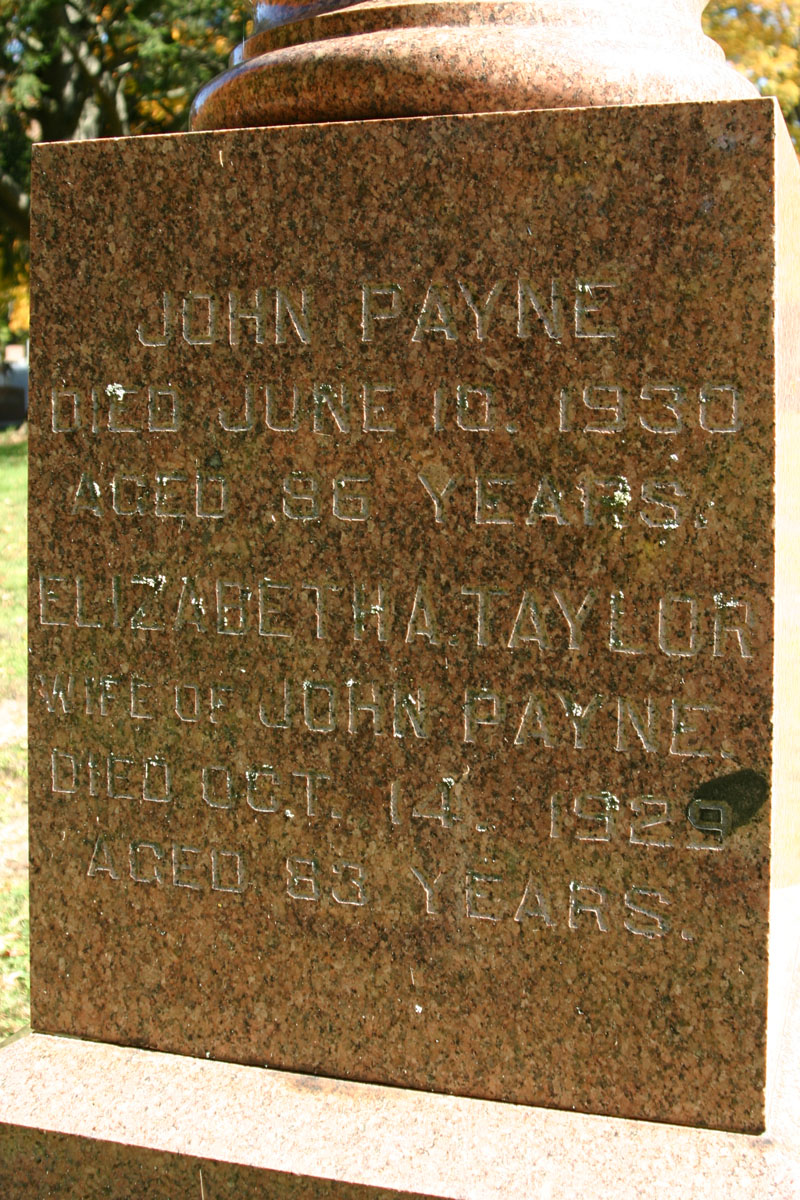 JOHN PAYNE
DIED JUNE 10. 1930
AGED 86 YEARS.
ELIZABETH A. TAYLOR
WIFE OF JOHN PAYNE.
DIED OCT. 14. 1929
AGED 83 YEARS.